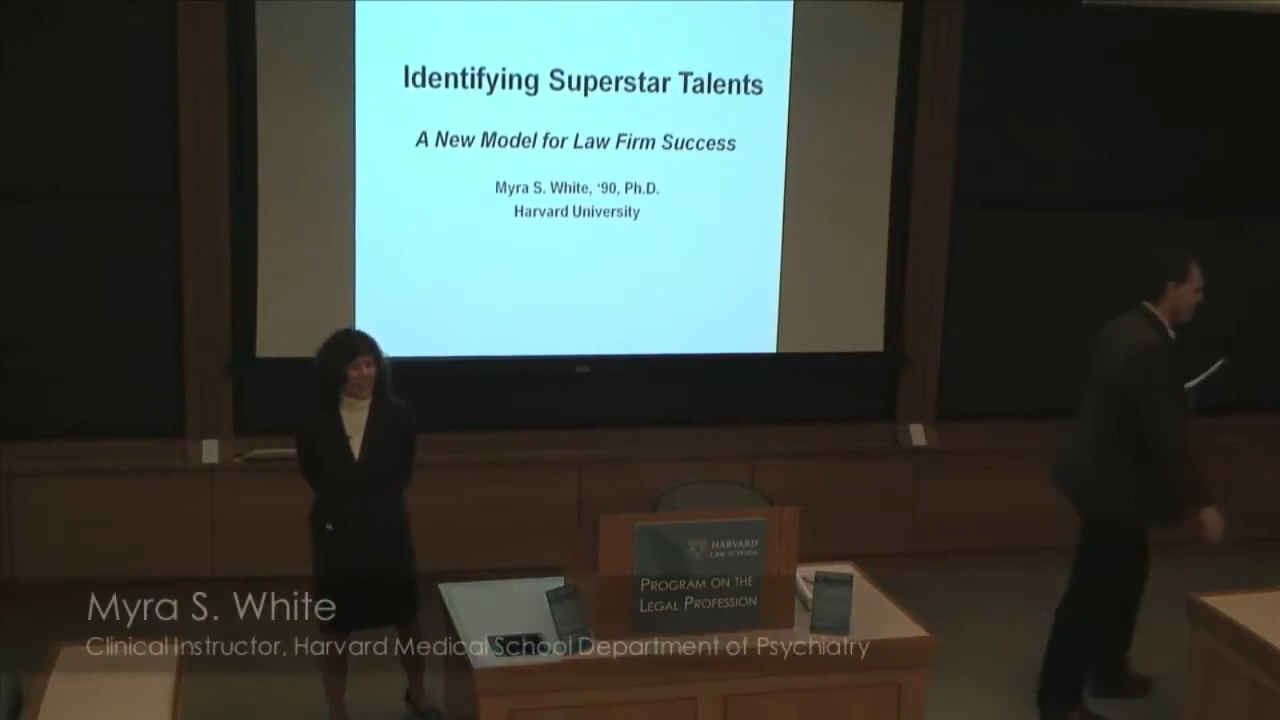 Identifying Superstar Talents
A New Model for Law Firm Success
Myra S. White, ‘90, Ph.D.
Harvard University
HARVARD
LAW SCHOOL
PROGRAM ON THE
LEGAL PROFESSION
Myra S. White
Clinical Instructor, Harvard Medical School Department of Psychiatry